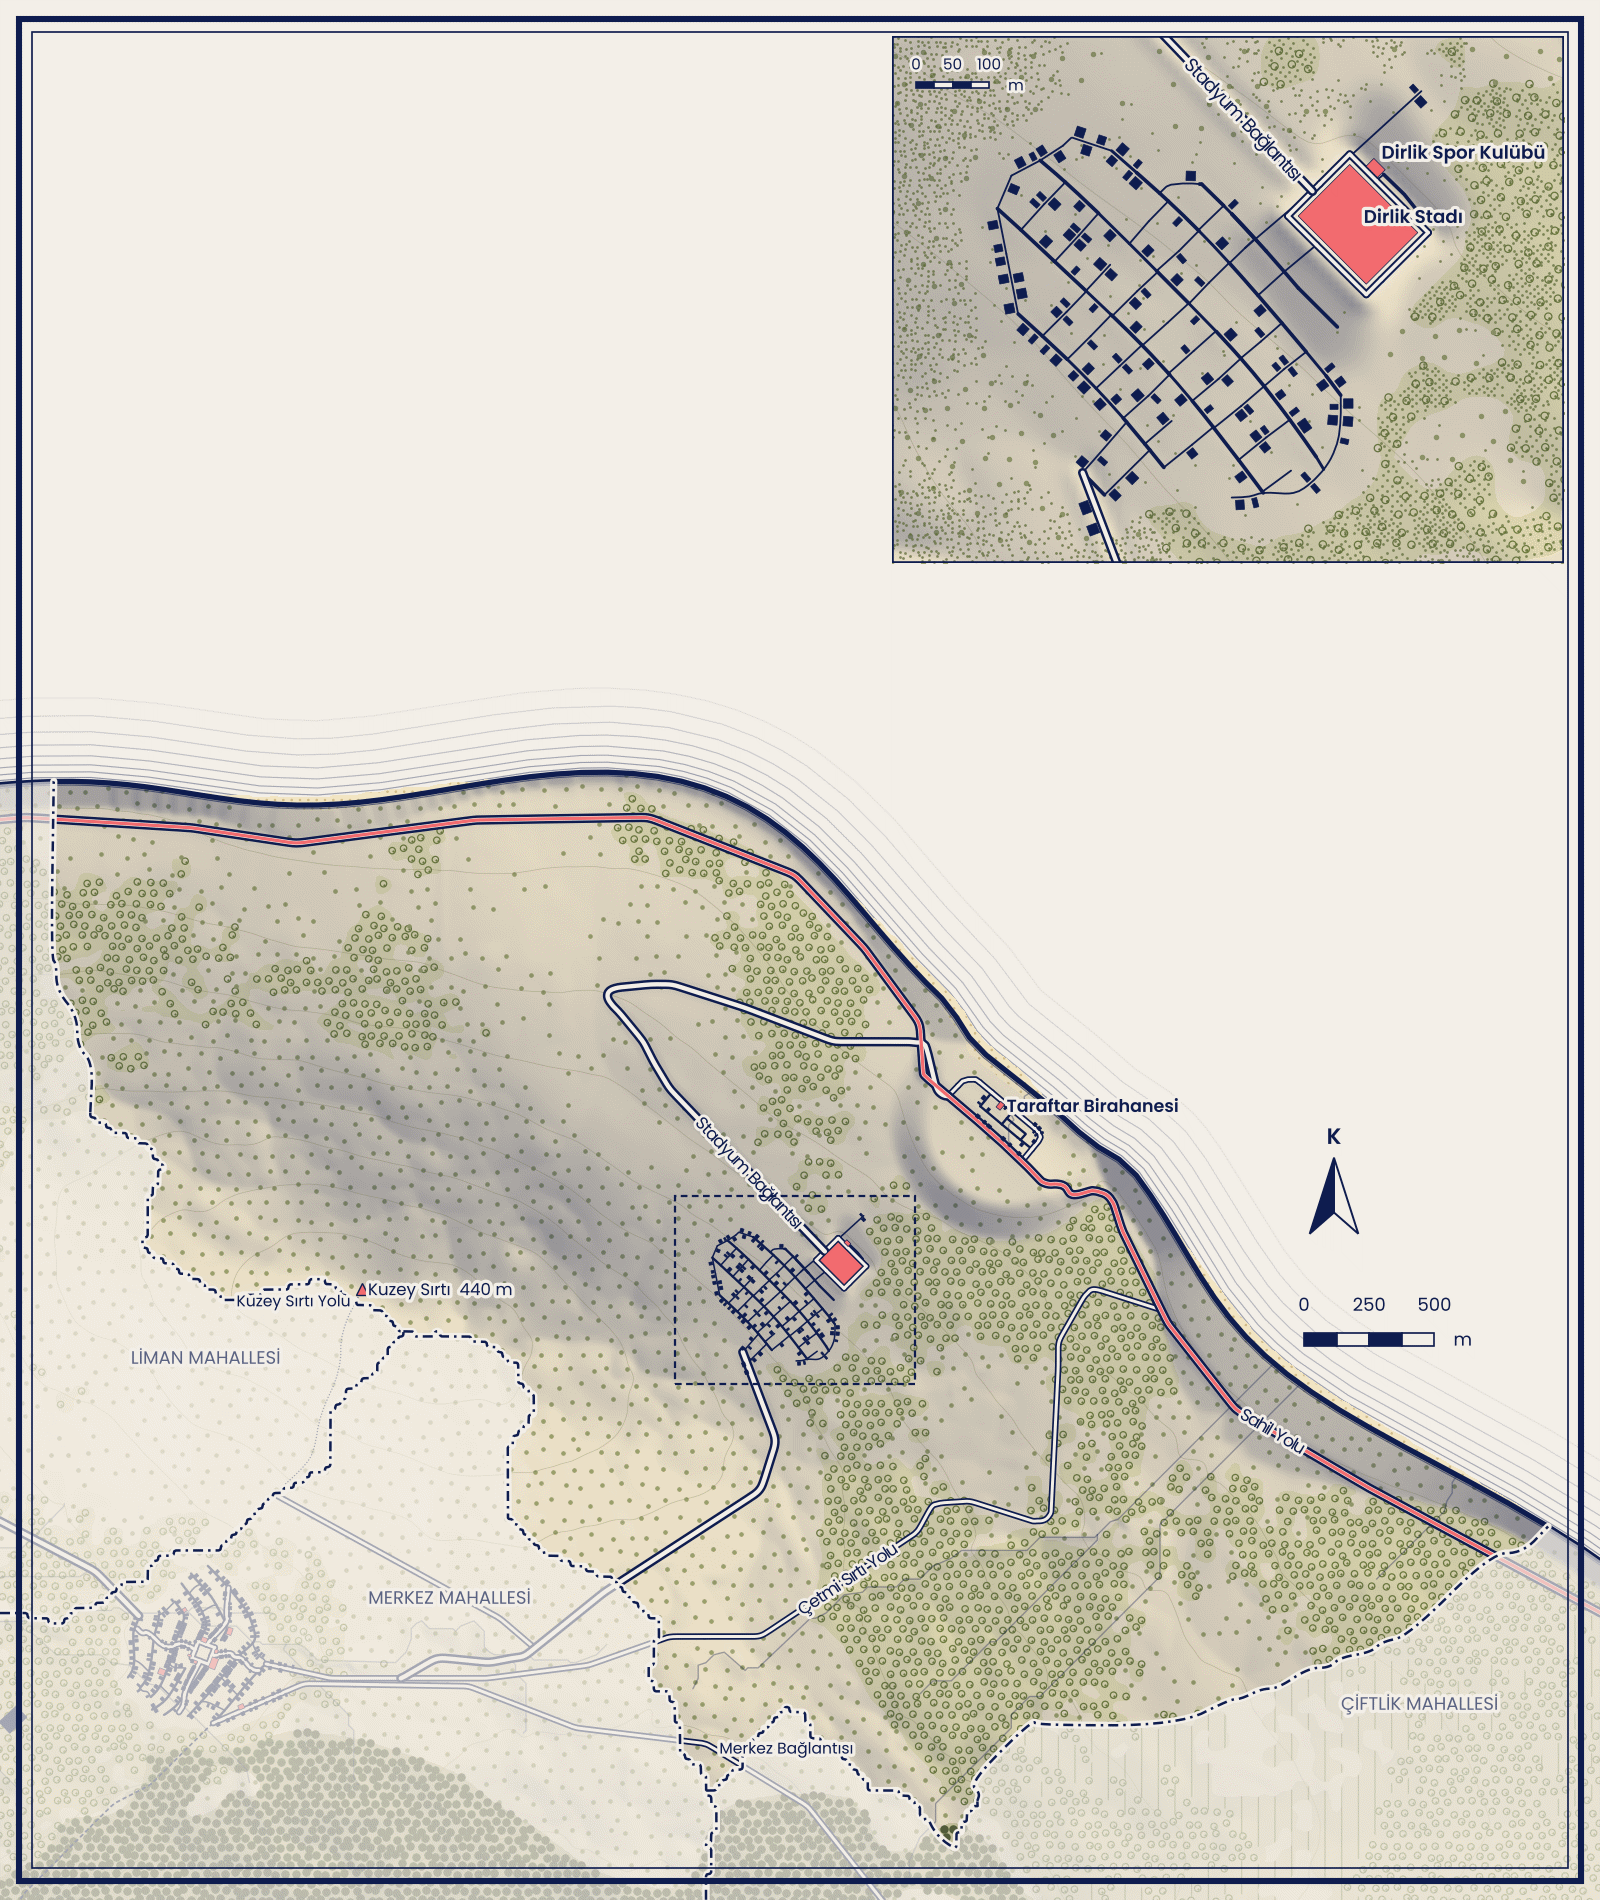 0 50 100
m
Stadyum Bağlantısı
Dirlik Spor Kulübü
Dirlik Stadı
Taraftar Birahanesi
K
Stadyum Bağlantısı
0 250 500
m
Kuzey Sırtı 440 m
Kuzey Sırtı Yolu
LİMAN MAHALLESİ
Sahil Yolu
Çetmi Sırtı Yolu
MERKEZ MAHALLESİ
ÇİFTLİK MAHALLESİ
Merkez Bağlantısı